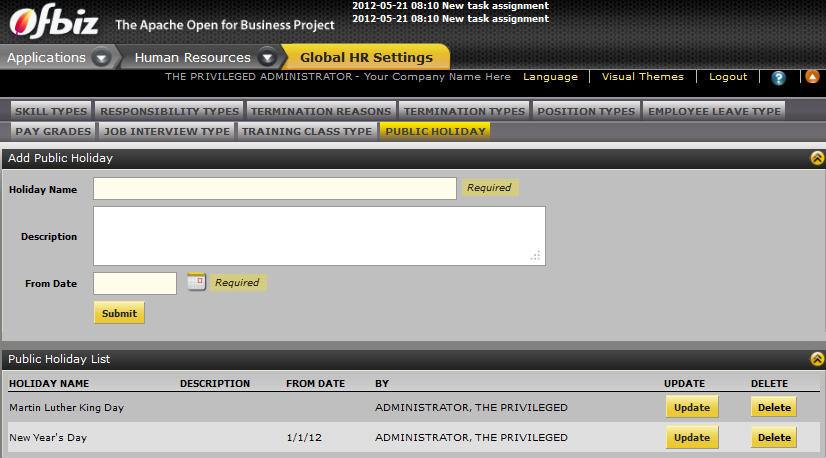 2012-05-21 08:10 New task assignment
2012-05-21 08:10 New task assignment
Ofbiz The Apache Open for Business Project
Applications Human Resources Global HR Settings
THE PRIVILEGED ADMINISTRATOR - Your Company Name Here Language Visual Themes Logout ?
SKILL TYPES RESPONSIBILITY TYPES TERMINATION REASONS TERMINATION TYPES POSITION TYPES EMPLOYEE LEAVE TYPE
PAY GRADES JOB INTERVIEW TYPE TRAINING CLASS TYPE PUBLIC HOLIDAY
Add Public Holiday
Holiday Name Required
Description
From Date Required
Submit
Public Holiday List
HOLIDAY NAME DESCRIPTION FROM DATE BY UPDATE DELETE
Martin Luther King Day ADMINISTRATOR, THE PRIVILEGED Update Delete
New Year's Day 1/1/12 ADMINISTRATOR, THE PRIVILEGED Update Delete